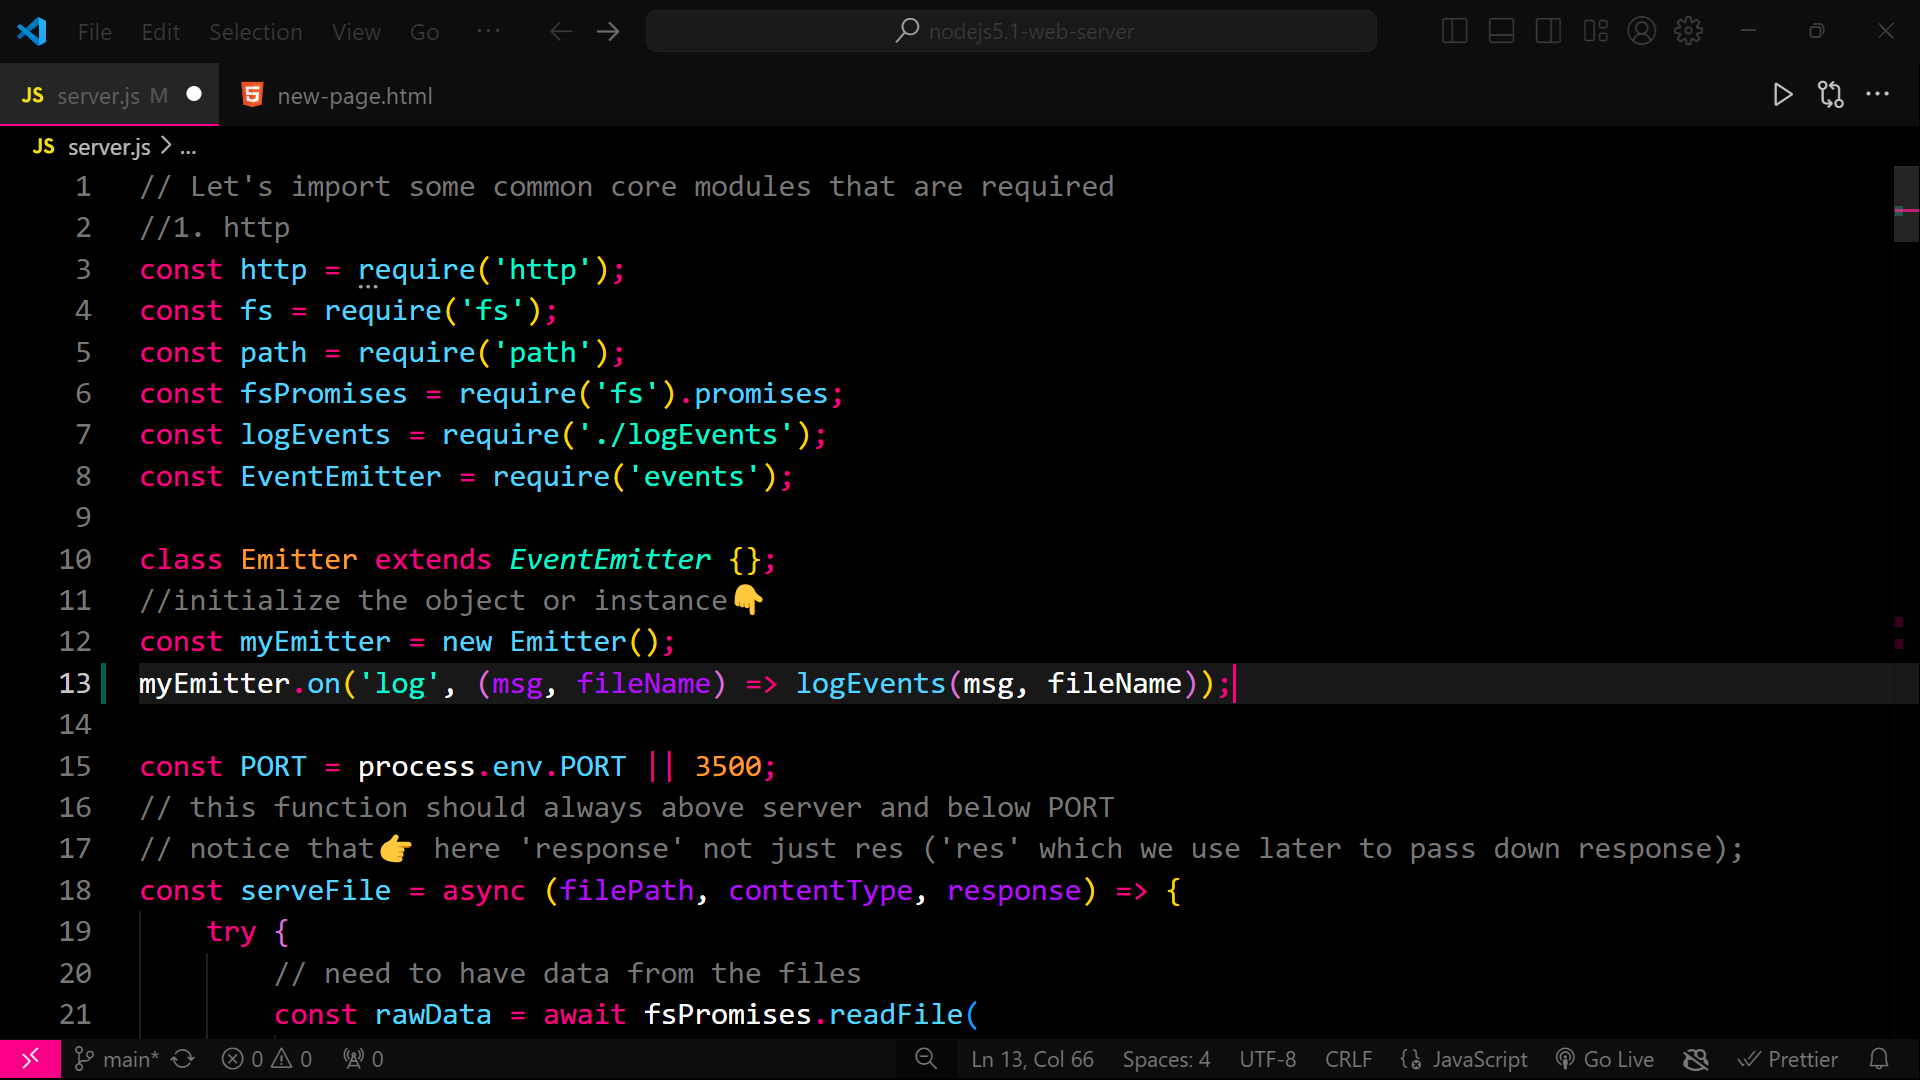 File Edit Selection View Go ··· nodejs5.1-web-server
JS server.js M new-page.html
JS server.js > ...
1 // Let's import some common core modules that are required
2 //1. http
3 const http = require('http');
4 const fs = require('fs');
5 const path = require('path');
6 const fsPromises = require('fs').promises;
7 const logEvents = require('./logEvents');
8 const EventEmitter = require('events');
9
10 class Emitter extends EventEmitter {};
11 //initialize the object or instance👇
12 const myEmitter = new Emitter();
13 myEmitter.on('log', (msg, fileName) => logEvents(msg, fileName));
14
15 const PORT = process.env.PORT || 3500;
16 // this function should always above server and below PORT
17 // notice that👉 here 'response' not just res ('res' which we use later to pass down response);
18 const serveFile = async (filePath, contentType, response) => {
19 try {
20 // need to have data from the files
21 const rawData = await fsPromises.readFile(
main* 0 0 0 Ln 13, Col 66 Spaces: 4 UTF-8 CRLF JavaScript Go Live Prettier